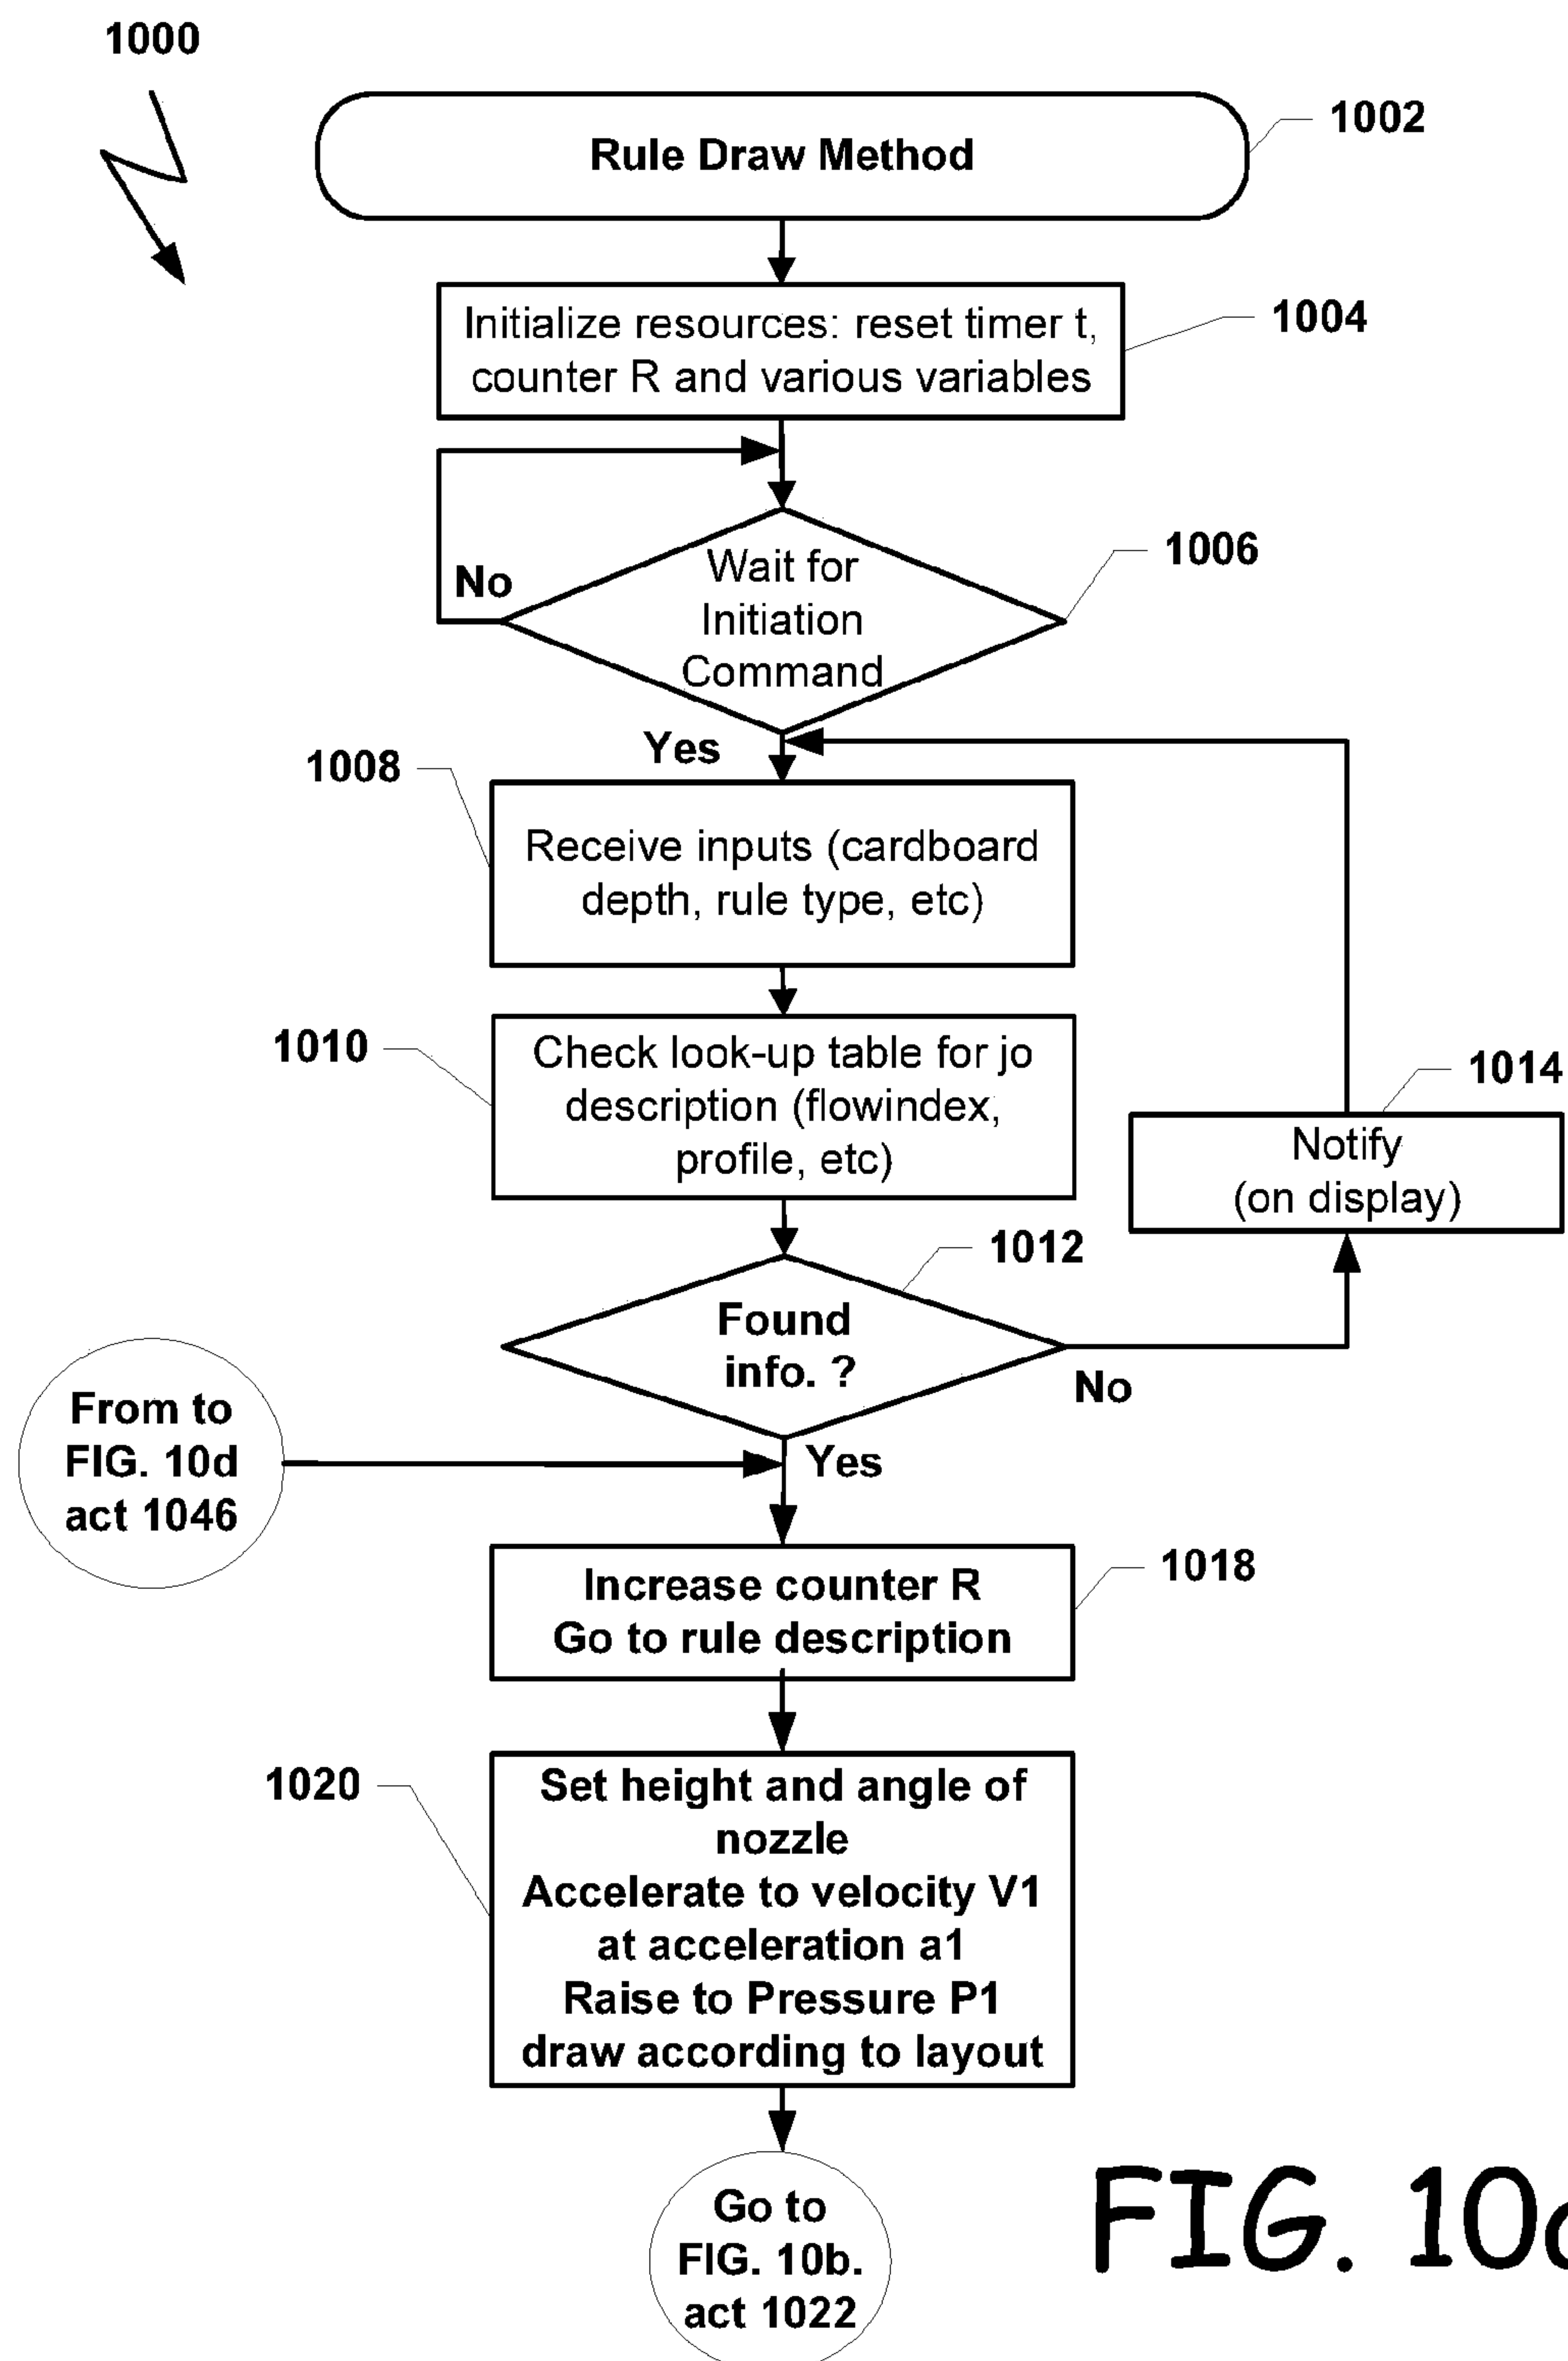 1000
1002
Rule Draw Method
1004
Initialize resources: reset timer t,
counter R and various variables
1006
Wait for
Initiation
Command
No
Yes
1008
Receive inputs (cardboard
depth, rule type, etc)
1010
Check look-up table for jo
description (flowindex,
profile, etc)
1014
Notify
(on display)
1012
Found
info. ?
No
Yes
From to
FIG. 10d
act 1046
1018
Increase counter R
Go to rule description
1020
Set height and angle of
nozzle
Accelerate to velocity V1
at acceleration a1
Raise to Pressure P1
draw according to layout
Go to
FIG. 10b.
act 1022
FIG.